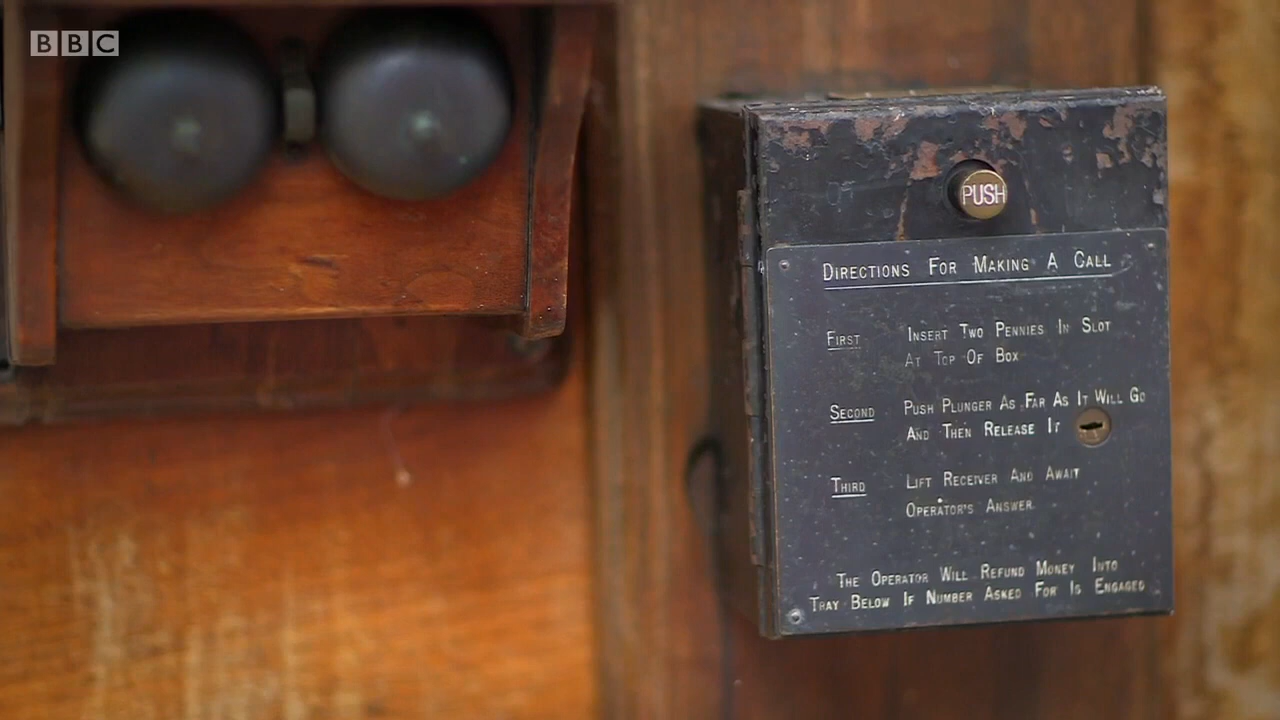 BBC
PUSH
DIRECTIONS FOR MAKING A CALL
FIRST INSERT TWO PENNIES IN SLOT
AT TOP OF BOX
SECOND PUSH PLUNGER AS FAR AS IT WILL GO
AND THEN RELEASE IT
THIRD LIFT RECEIVER AND AWAIT
OPERATOR'S ANSWER.
THE OPERATOR WILL REFUND MONEY INTO
TRAY BELOW IF NUMBER ASKED FOR IS ENGAGED